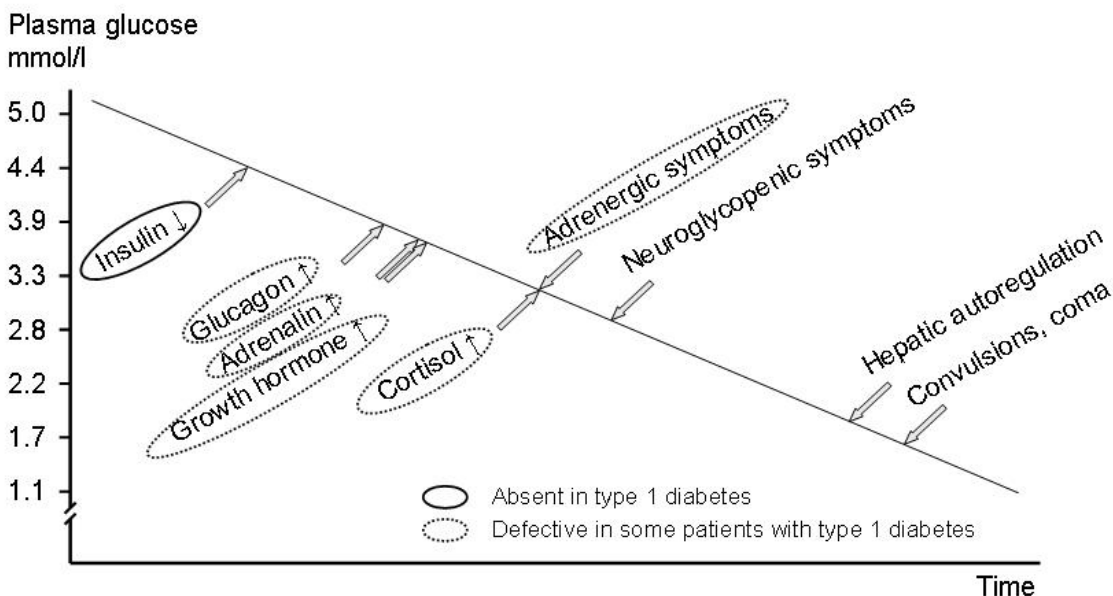 Plasma glucose
mmol/l
5.0
4.4
3.9
3.3
2.8
2.2
1.7
1.1
Insulin ↓
Glucagon ↑
Adrenalin ↑
Growth hormone ↑
Cortisol ↑
Adrenergic symptoms
Neuroglycopenic symptoms
Hepatic autoregulation
Convulsions, coma
Absent in type 1 diabetes
Defective in some patients with type 1 diabetes
Time